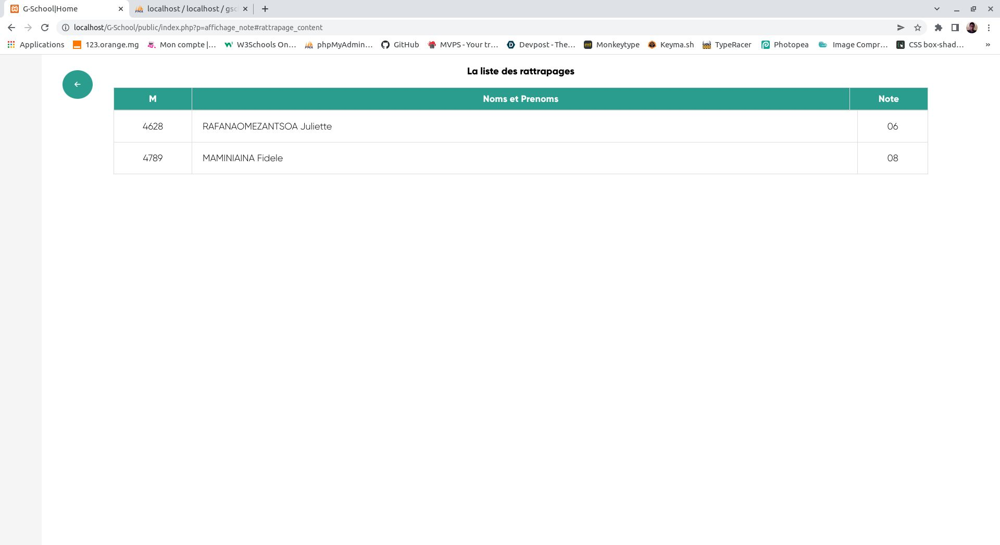 G-School|Home
localhost / localhost / gsc
localhost/G-School/public/index.php?p=affichage_note#rattrapage_content
Applications 123.orange.mg Mon compte |... W3Schools On... phpMyAdmin... GitHub MVPS - Your tr... Devpost - The... Monkeytype Keyma.sh TypeRacer Photopea Image Compr... CSS box-shad... »
La liste des rattrapages
M Noms et Prenoms Note
4628 RAFANAOMEZANTSOA Juliette 06
4789 MAMINIAINA Fidele 08